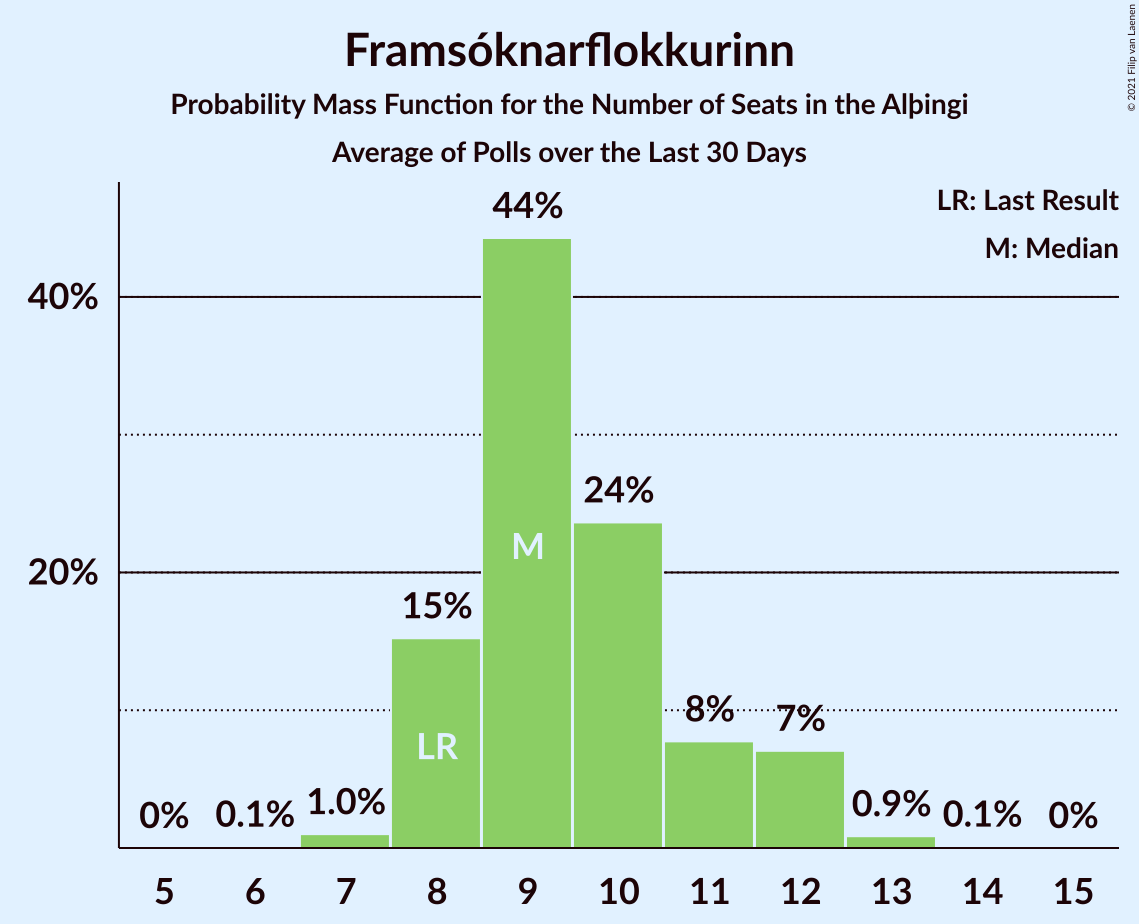 Framsóknarflokkurinn
Probability Mass Function for the Number of Seats in the Alþingi
Average of Polls over the Last 30 Days
© 2021 Filip van Laenen
LR: Last Result
M: Median
40%
20%
0%
0.1%
1.0%
15%
44%
24%
8%
7%
0.9%
0.1%
0%
LR
M
5 6 7 8 9 10 11 12 13 14 15